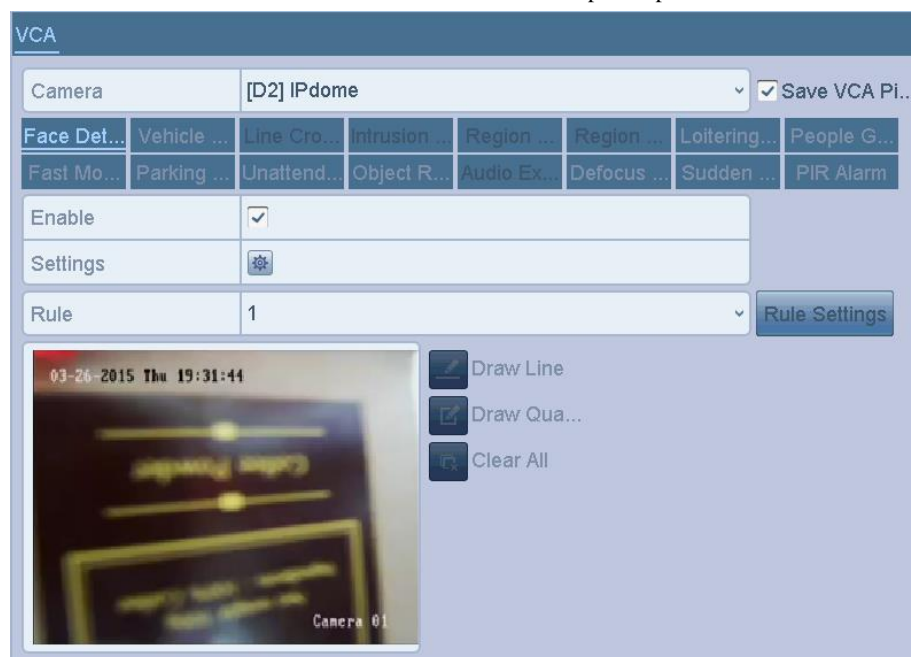 VCA
Camera [D2] IPdome Save VCA Pi...
Face Det... Vehicle ... Line Cro... Intrusion ... Region ... Region ... Loitering... People G...
Fast Mo... Parking ... Unattend... Object R... Audio Ex... Defocus ... Sudden ... PIR Alarm
Enable
Settings
Rule 1 Rule Settings
03-26-2015 Thu 19:31:44
Draw Line
Draw Qua...
Clear All
Camera 01